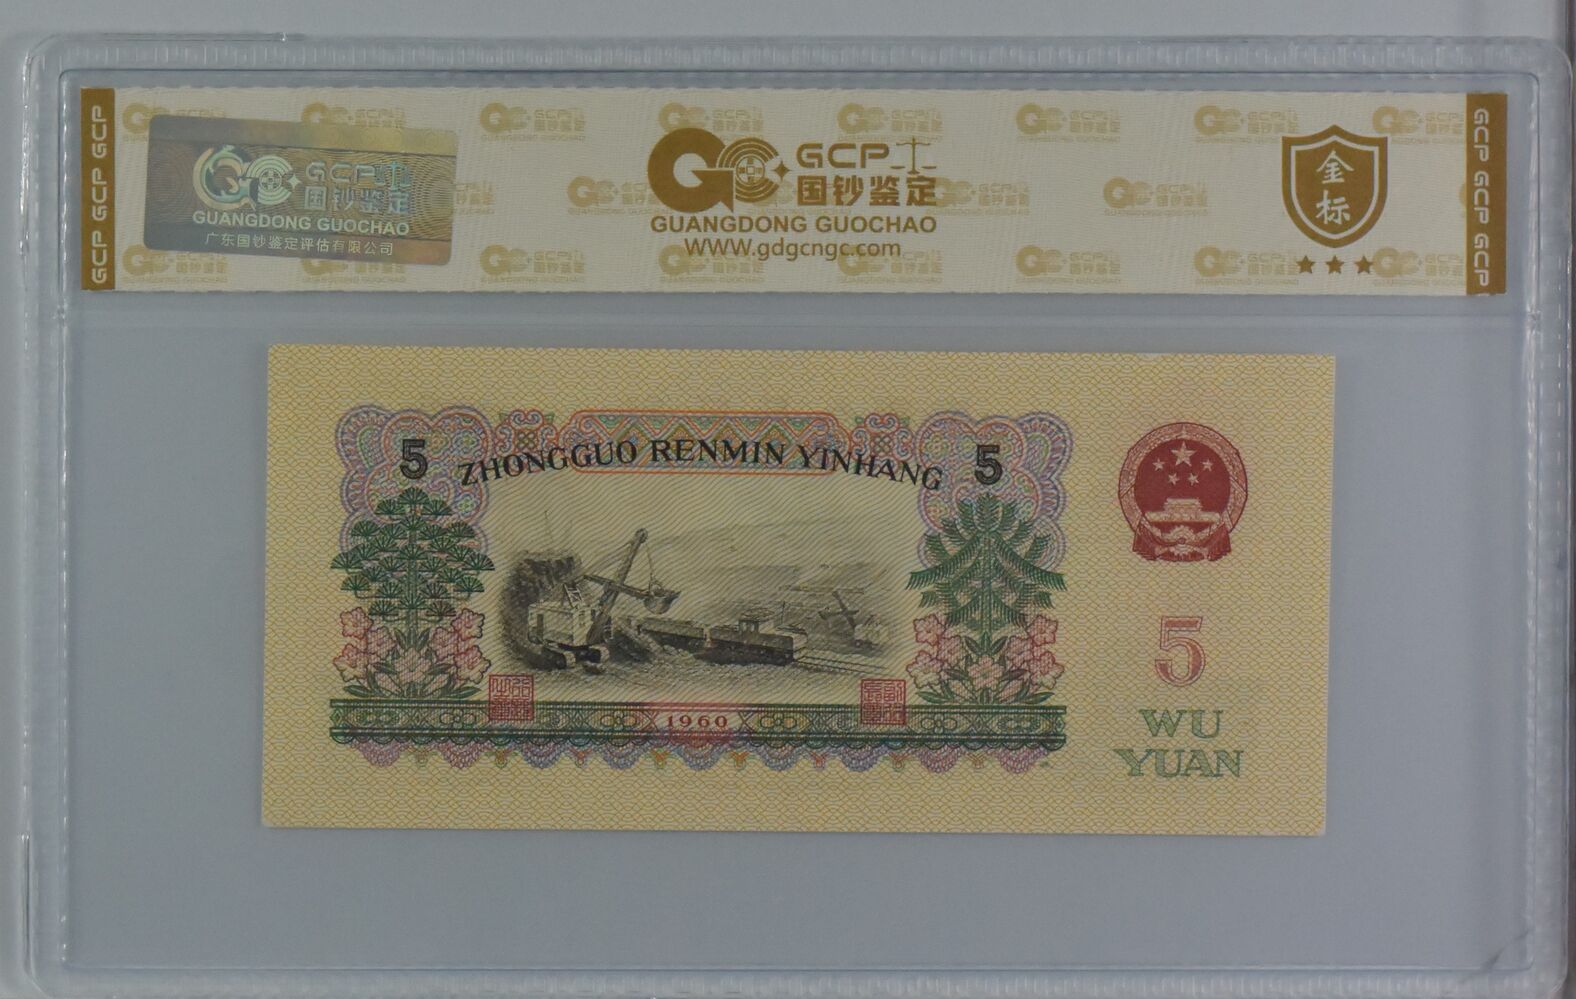 GCP GCP GCP
GCP
国钞鉴定
GUANGDONG GUOCHAO
广东国钞鉴定评估有限公司
GCP
国钞鉴定
GUANGDONG GUOCHAO
WWW.gdgcngc.com
金
标
GCP GCP GCP
5
ZHONGGUO RENMIN YINHANG
5
1960
5
WU
YUAN